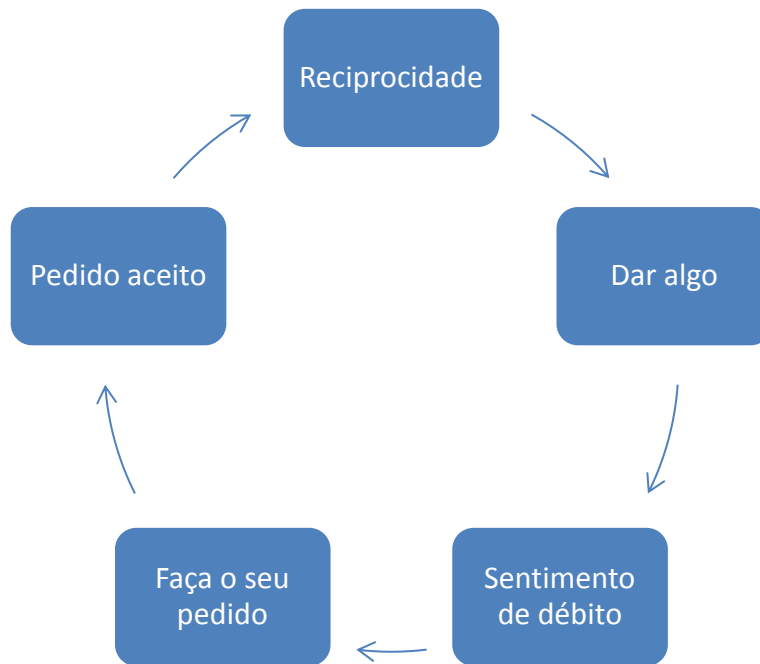 Reciprocidade
Dar algo
Sentimento
de débito
Faça o seu
pedido
Pedido aceito